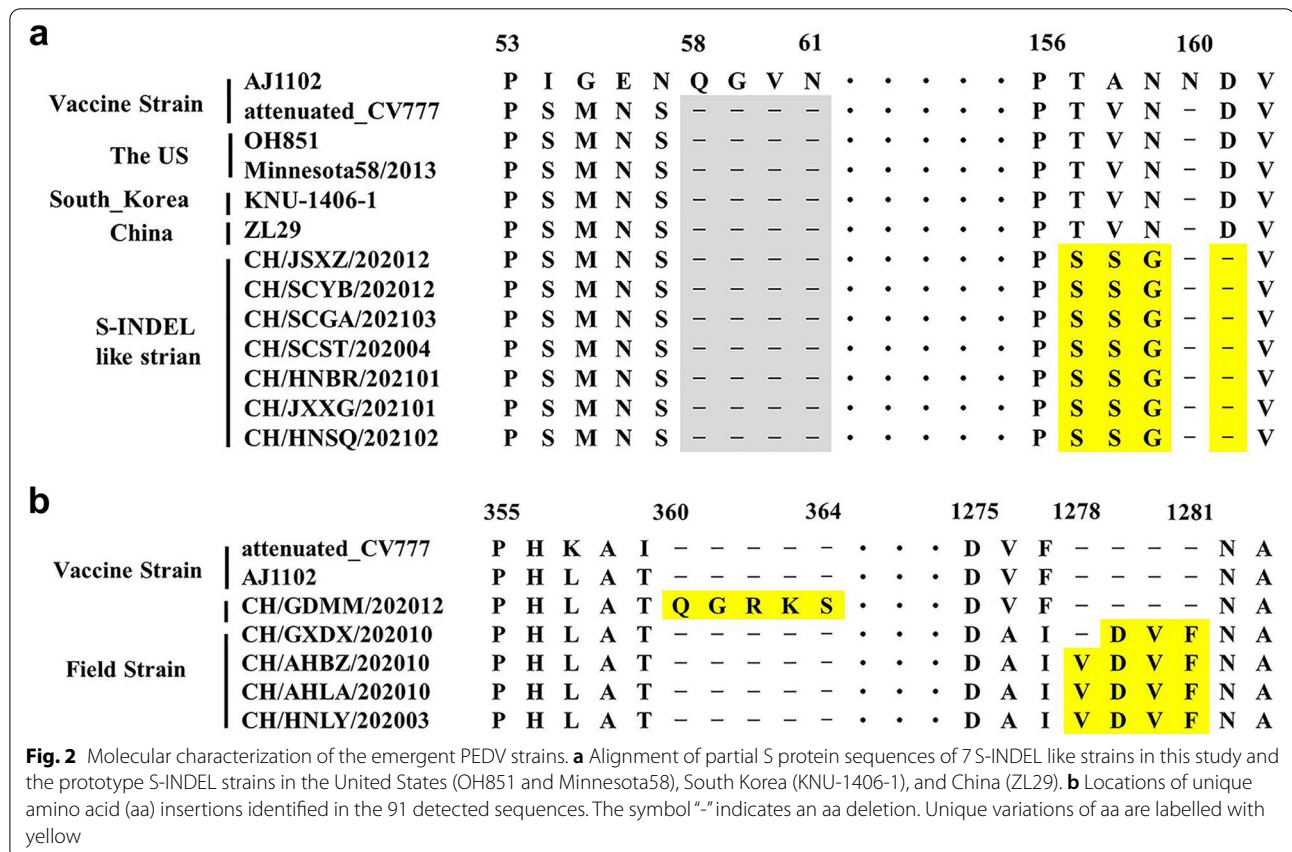 a
53 58 61 156 160
Vaccine Strain
AJ1102 P I G E N Q G V N · · · · · P T A N N D V
attenuated_CV777 P S M N S – – – – · · · · · P T V N – D V
The US
OH851 P S M N S – – – – · · · · · P T V N – D V
Minnesota58/2013 P S M N S – – – – · · · · · P T V N – D V
South_Korea
KNU-1406-1 P S M N S – – – – · · · · · P T V N – D V
China
ZL29 P S M N S – – – – · · · · · P T V N – D V
S-INDEL
like strian
CH/JSXZ/202012 P S M N S – – – – · · · · · P S S G – – V
CH/SCYB/202012 P S M N S – – – – · · · · · P S S G – – V
CH/SCGA/202103 P S M N S – – – – · · · · · P S S G – – V
CH/SCST/202004 P S M N S – – – – · · · · · P S S G – – V
CH/HNBR/202101 P S M N S – – – – · · · · · P S S G – – V
CH/JXXG/202101 P S M N S – – – – · · · · · P S S G – – V
CH/HNSQ/202102 P S M N S – – – – · · · · · P S S G – – V
b
355 360 364 1275 1278 1281
Vaccine Strain
attenuated_CV777 P H K A I – – – – – · · · D V F – – – – N A
AJ1102 P H L A T – – – – – · · · D V F – – – – N A
Field Strain
CH/GDMM/202012 P H L A T Q G R K S · · · D V F – – – – N A
CH/GXDX/202010 P H L A T – – – – – · · · D A I – D V F N A
CH/AHBZ/202010 P H L A T – – – – – · · · D A I V D V F N A
CH/AHLA/202010 P H L A T – – – – – · · · D A I V D V F N A
CH/HNLY/202003 P H L A T – – – – – · · · D A I V D V F N A
Fig. 2 Molecular characterization of the emergent PEDV strains. a Alignment of partial S protein sequences of 7 S-INDEL like strains in this study and
the prototype S-INDEL strains in the United States (OH851 and Minnesota58), South Korea (KNU-1406-1), and China (ZL29). b Locations of unique
amino acid (aa) insertions identified in the 91 detected sequences. The symbol "-" indicates an aa deletion. Unique variations of aa are labelled with
yellow